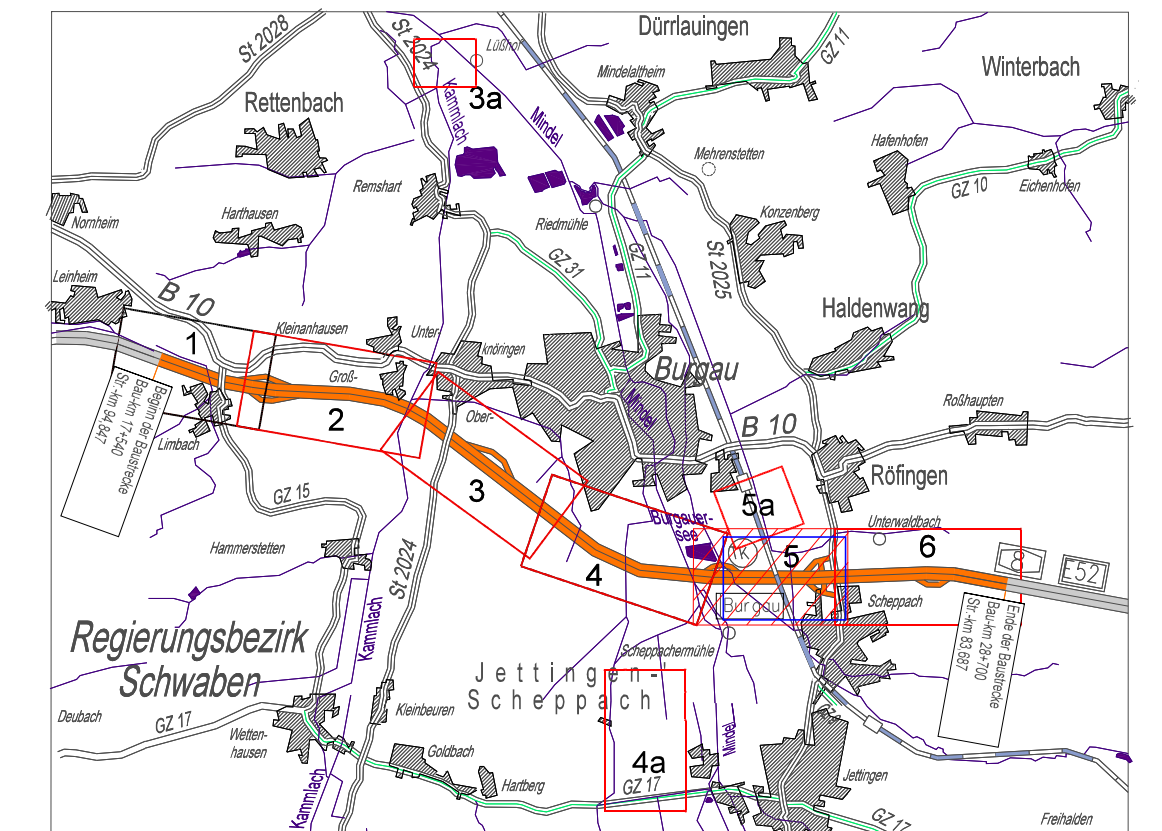 St 2028
St 2024
Lüßhof
Dürrlauingen
GZ 11
Mindelaltheim
Winterbach
Rettenbach
3a
Kammlach
Mindel
Mehrenstetten
Hafenhofen
Remshart
GZ 10
Eichenhofen
Nornheim
Harthausen
Riedmühle
Konzenberg
GZ 31
GZ 11
St 2025
Leinheim
B 10
Haldenwang
1
Kleinanhausen
Unter-
knöringen
Burgau
Groß-
Mindel
Roßhaupten
2
Ober-
B 10
Limbach
Beginn der Baustrecke
Bau-km 17+540
Str.-km 94,847
3
Röfingen
GZ 15
5a
Burgauer-
see
Unterwaldbach
Hammerstetten
TK
5
6
8
E52
4
St 2024
Burgau
Scheppach
Ende der Baustrecke
Bau-km 28+700
Str.-km 83,687
Kammlach
Regierungsbezirk
Schwaben
Scheppachermühle
Jettingen-
Scheppach
Deubach
GZ 17
Kleinbeuren
Wetten-
hausen
Goldbach
Mindel
4a
Hartberg
GZ 17
Jettingen
Kammlach
GZ 17
Freihalden